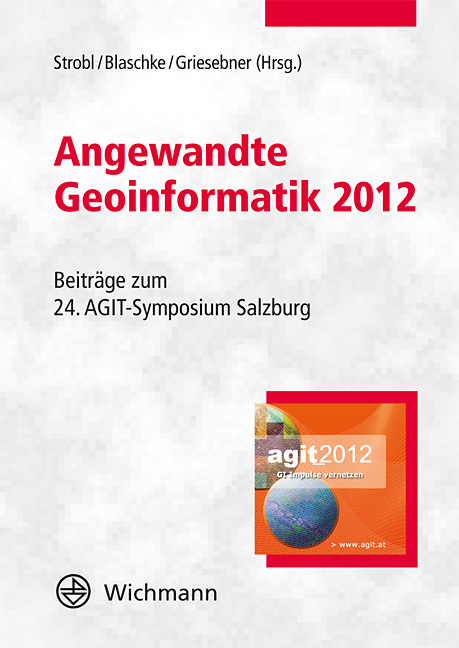 Strobl/Blaschke/Griesebner (Hrsg.)
Angewandte
Geoinformatik 2012
Beiträge zum
24. AGIT-Symposium Salzburg
agit_2012
GI Impulse vernetzen
> www.agit.at
Wichmann